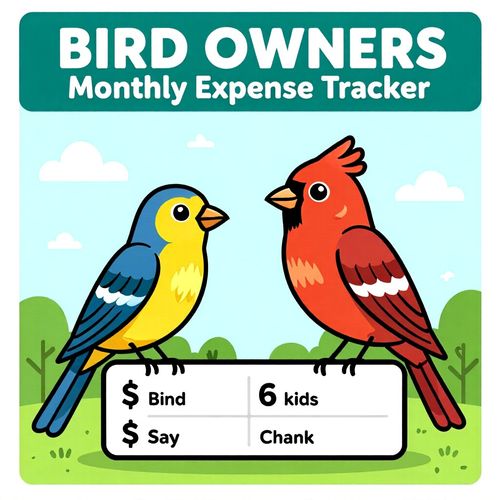 BIRD OWNERS
Monthly Expense Tracker
$ Bind 6 kids
$ Say Chank